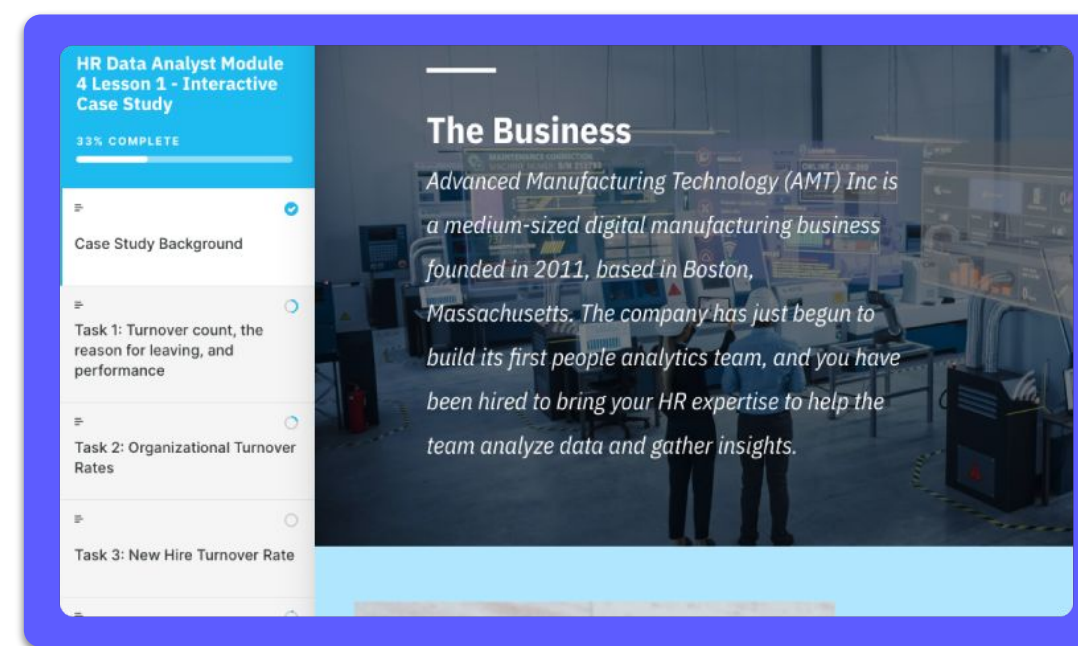 HR Data Analyst Module
4 Lesson 1 - Interactive
Case Study
33% COMPLETE
Case Study Background
Task 1: Turnover count, the
reason for leaving, and
performance
Task 2: Organizational Turnover
Rates
Task 3: New Hire Turnover Rate
The Business
Advanced Manufacturing Technology (AMT) Inc is
a medium-sized digital manufacturing business
founded in 2011, based in Boston,
Massachusetts. The company has just begun to
build its first people analytics team, and you have
been hired to bring your HR expertise to help the
team analyze data and gather insights.